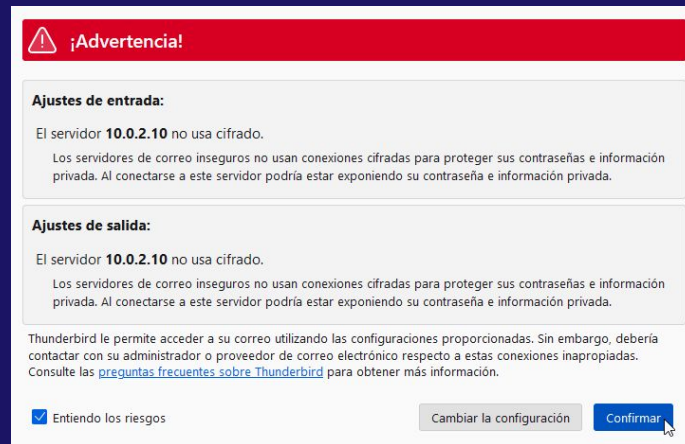 ¡Advertencia!
Ajustes de entrada:
El servidor 10.0.2.10 no usa cifrado.
Los servidores de correo inseguros no usan conexiones cifradas para proteger sus contraseñas e información
privada. Al conectarse a este servidor podría estar exponiendo su contraseña e información privada.
Ajustes de salida:
El servidor 10.0.2.10 no usa cifrado.
Los servidores de correo inseguros no usan conexiones cifradas para proteger sus contraseñas e información
privada. Al conectarse a este servidor podría estar exponiendo su contraseña e información privada.
Thunderbird le permite acceder a su correo utilizando las configuraciones proporcionadas. Sin embargo, debería
contactar con su administrador o proveedor de correo electrónico respecto a estas conexiones inapropiadas.
Consulte las preguntas frecuentes sobre Thunderbird para obtener más información.
Entiendo los riesgos
Cambiar la configuración
Confirmar